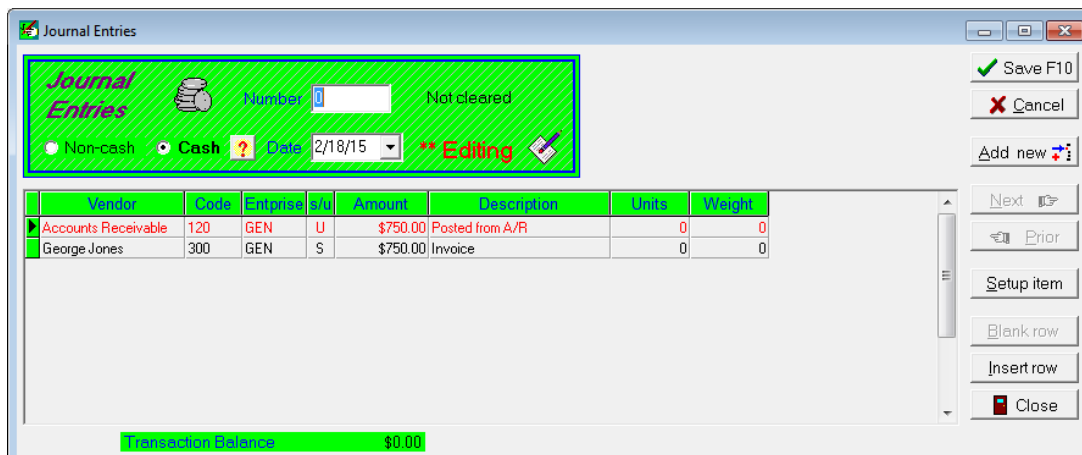 Journal Entries
Journal Entries
Number 0 Not cleared
Non-cash Cash ? Date 2/18/15 ** Editing
Vendor Code Entprise s/u Amount Description Units Weight
Accounts Receivable 120 GEN U $750.00 Posted from A/R 0 0
George Jones 300 GEN S $750.00 Invoice 0 0
Transaction Balance $0.00
Save F10
Cancel
Add new
Next
Prior
Setup item
Blank row
Insert row
Close